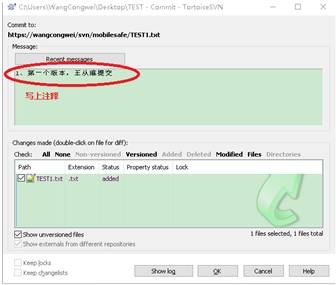 C:\Users\WangCongwei\Desktop\TEST - Commit - TortoiseSVN
Commit to:
https://wangcongwei/svn/mobilesafe/TEST1.txt
Message:
Recent messages
1、第一个版本，王从维提交
写上注释
Changes made (double-click on file for diff):
Check: All None Non-versioned Versioned Added Deleted Modified Files Directories
Path Extension Status Property status Lock
TEST1.txt .txt added
Show unversioned files
1 files selected, 1 files total
Show externals from different repositories
Keep locks
Keep changelists
Show log OK Cancel Help